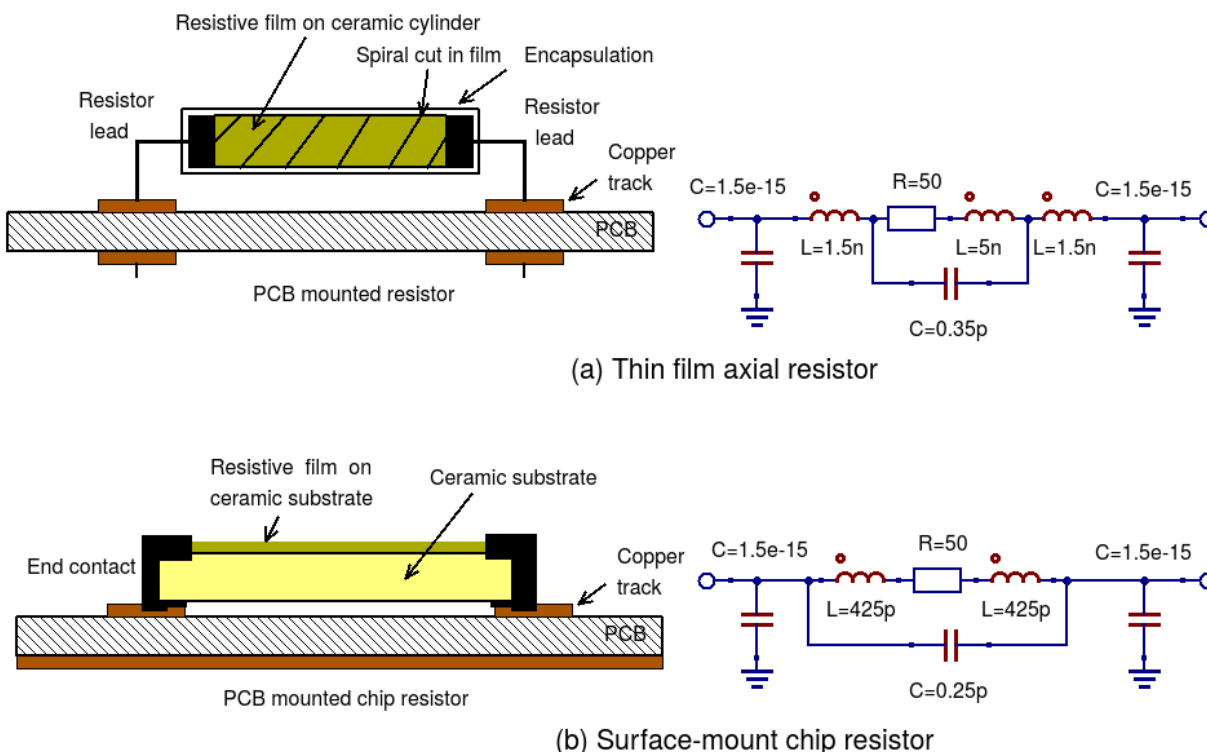 Resistive film on ceramic cylinder
Spiral cut in film
Encapsulation
Resistor
lead
Resistor
lead
Copper
track
PCB
PCB mounted resistor
C=1.5e-15
R=50
C=1.5e-15
L=1.5n
L=5n
L=1.5n
C=0.35p
(a) Thin film axial resistor
Resistive film on
ceramic substrate
Ceramic substrate
End contact
Copper
track
PCB
PCB mounted chip resistor
C=1.5e-15
R=50
C=1.5e-15
L=425p
L=425p
C=0.25p
(b) Surface-mount chip resistor